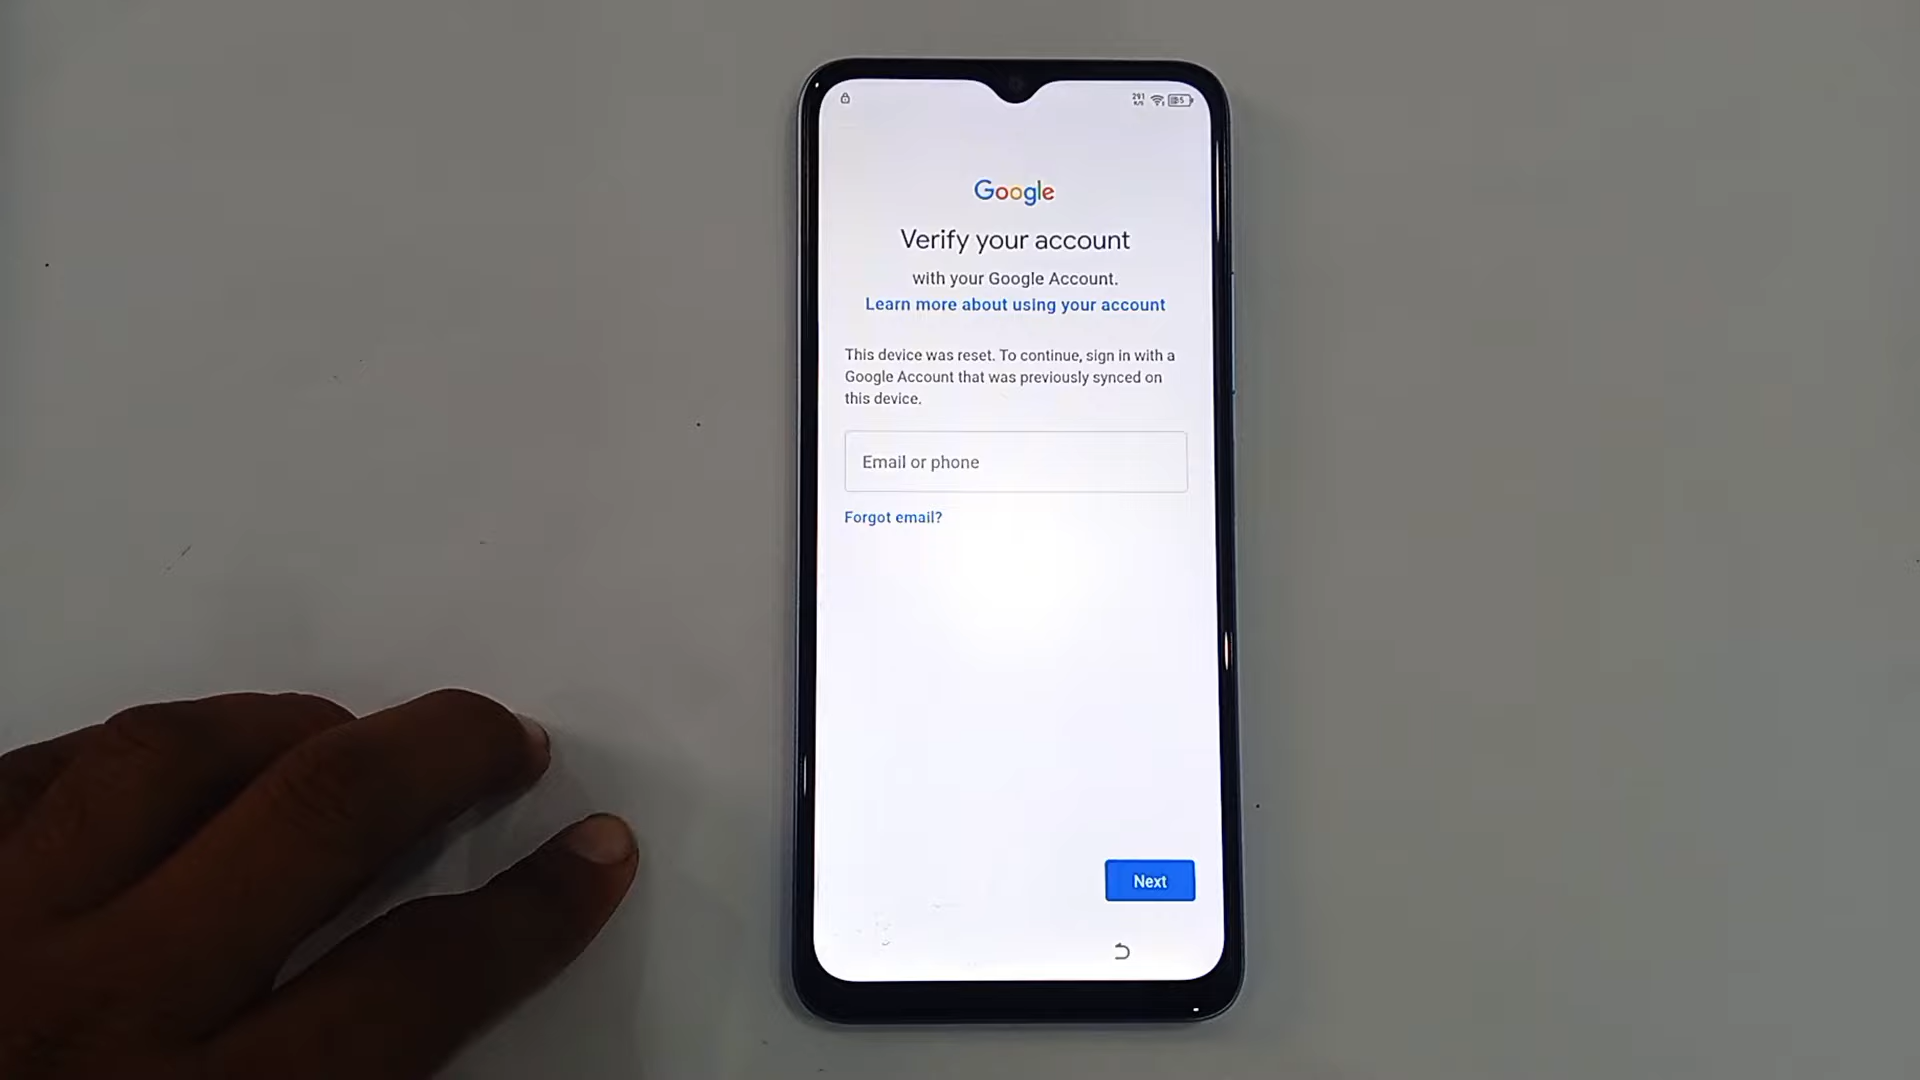 291
Google
Verify your account
with your Google Account.
Learn more about using your account
This device was reset. To continue, sign in with a
Google Account that was previously synced on
this device.
Email or phone
Forgot email?
Next